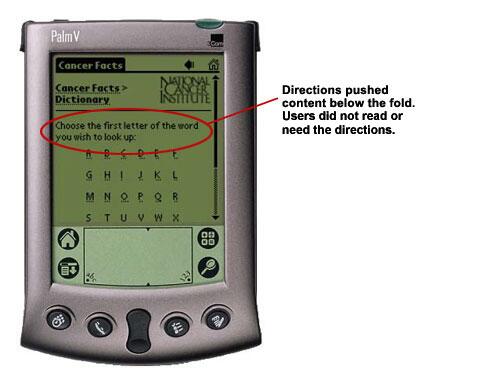 Palm V
3Com
Cancer Facts
Cancer Facts >
Dictionary
NATIONAL
CANCER
INSTITUTE
Choose the first letter of the word
you wish to look up:
A B C D E F
G H I J K L
M N O P Q R
S T U V W X
Directions pushed
content below the fold.
Users did not read or
need the directions.